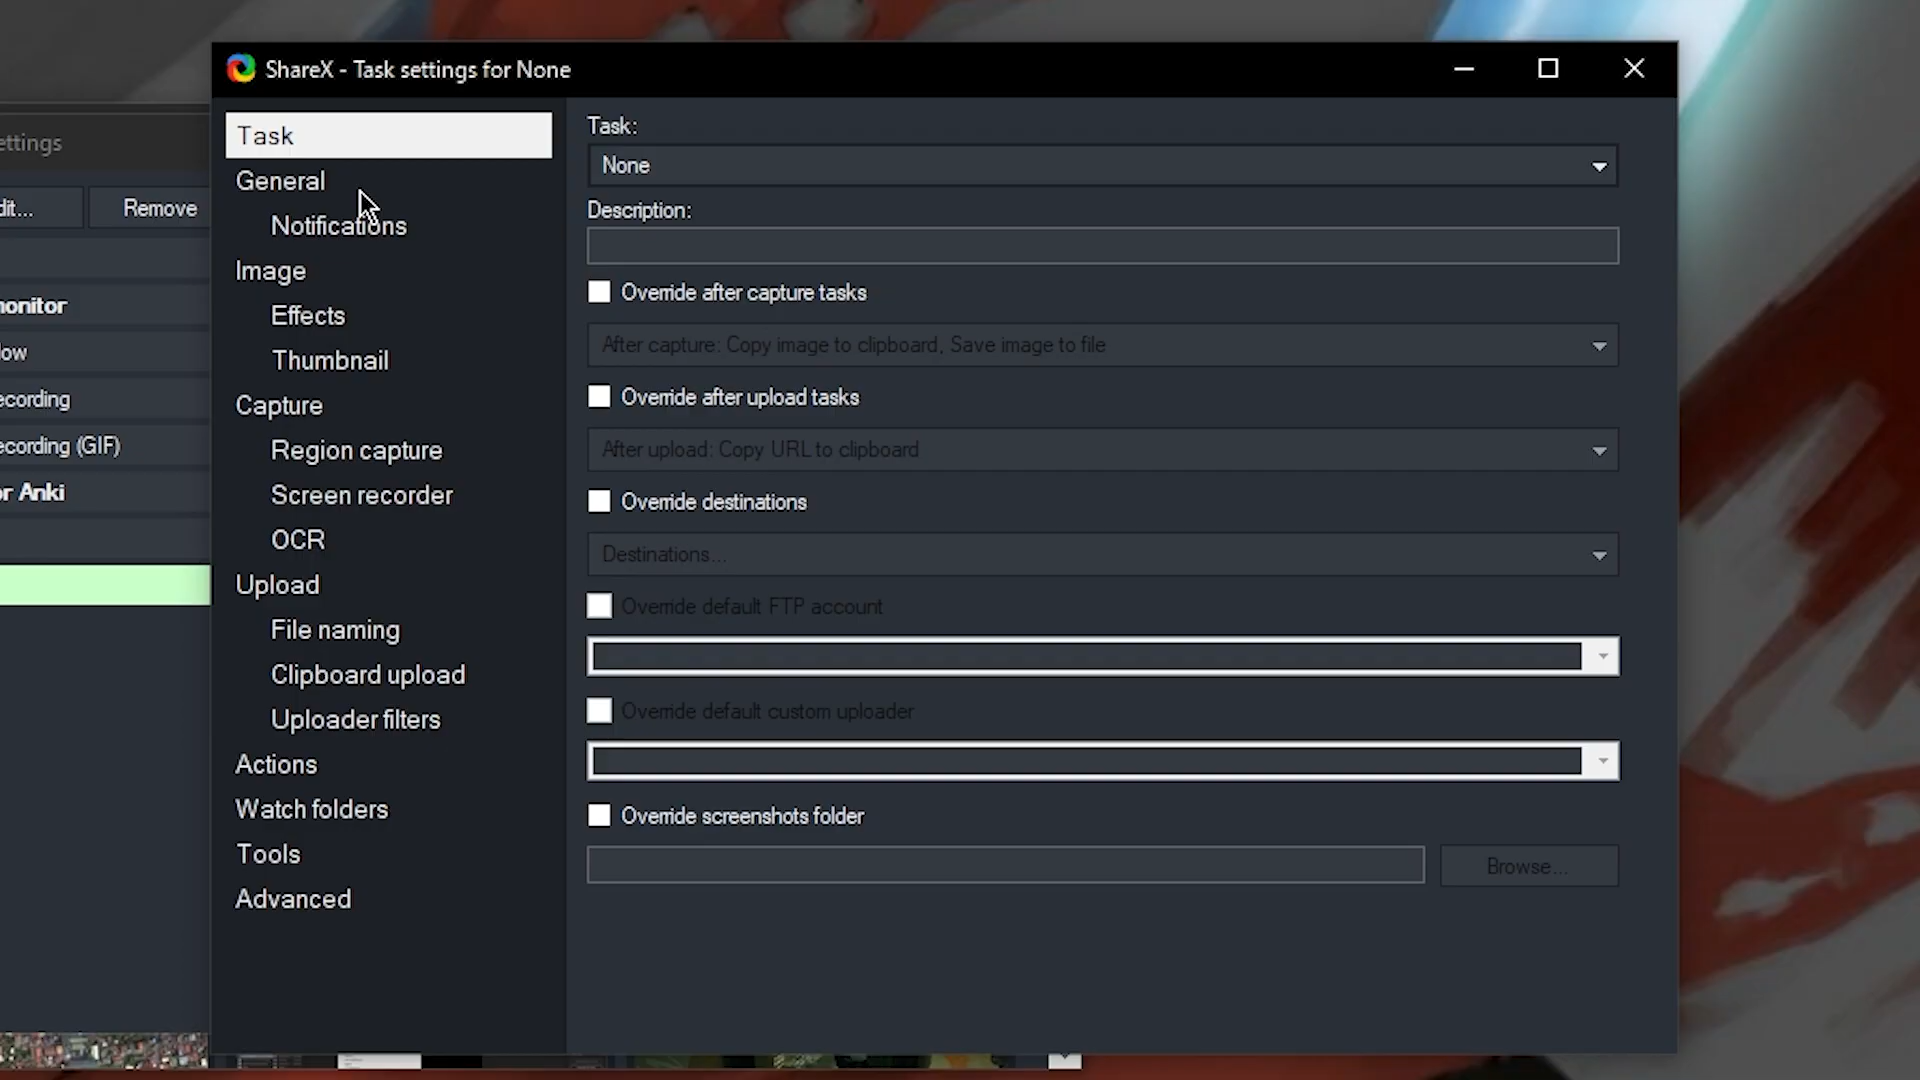 ShareX - Task settings for None
ettings
dit...
Remove
onitor
ow
ecording
ecording (GIF)
or Anki
Task
General
Notifications
Image
Effects
Thumbnail
Capture
Region capture
Screen recorder
OCR
Upload
File naming
Clipboard upload
Uploader filters
Actions
Watch folders
Tools
Advanced
Task:
None
Description:
Override after capture tasks
After capture: Copy image to clipboard, Save image to file
Override after upload tasks
After upload: Copy URL to clipboard
Override destinations
Destinations...
Override default FTP account
Override default custom uploader
Override screenshots folder
Browse...